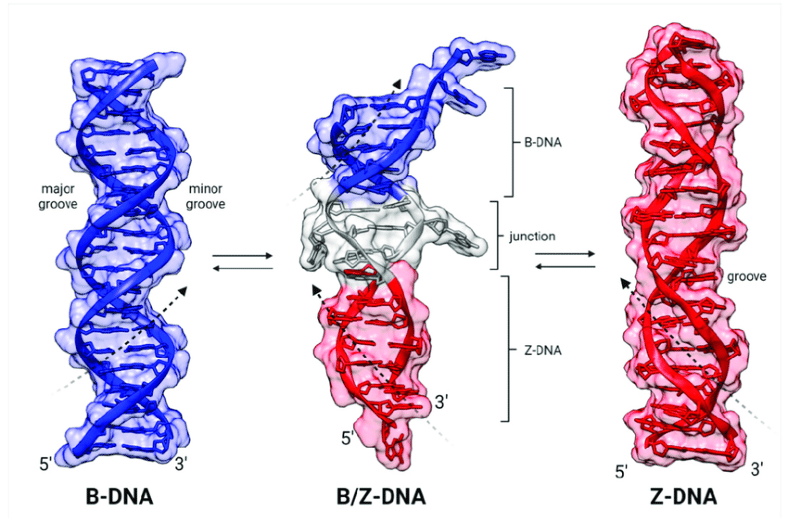 major
groove
minor
groove
5'
3'
B-DNA
B-DNA
junction
Z-DNA
3'
5'
B/Z-DNA
groove
5'
3'
Z-DNA